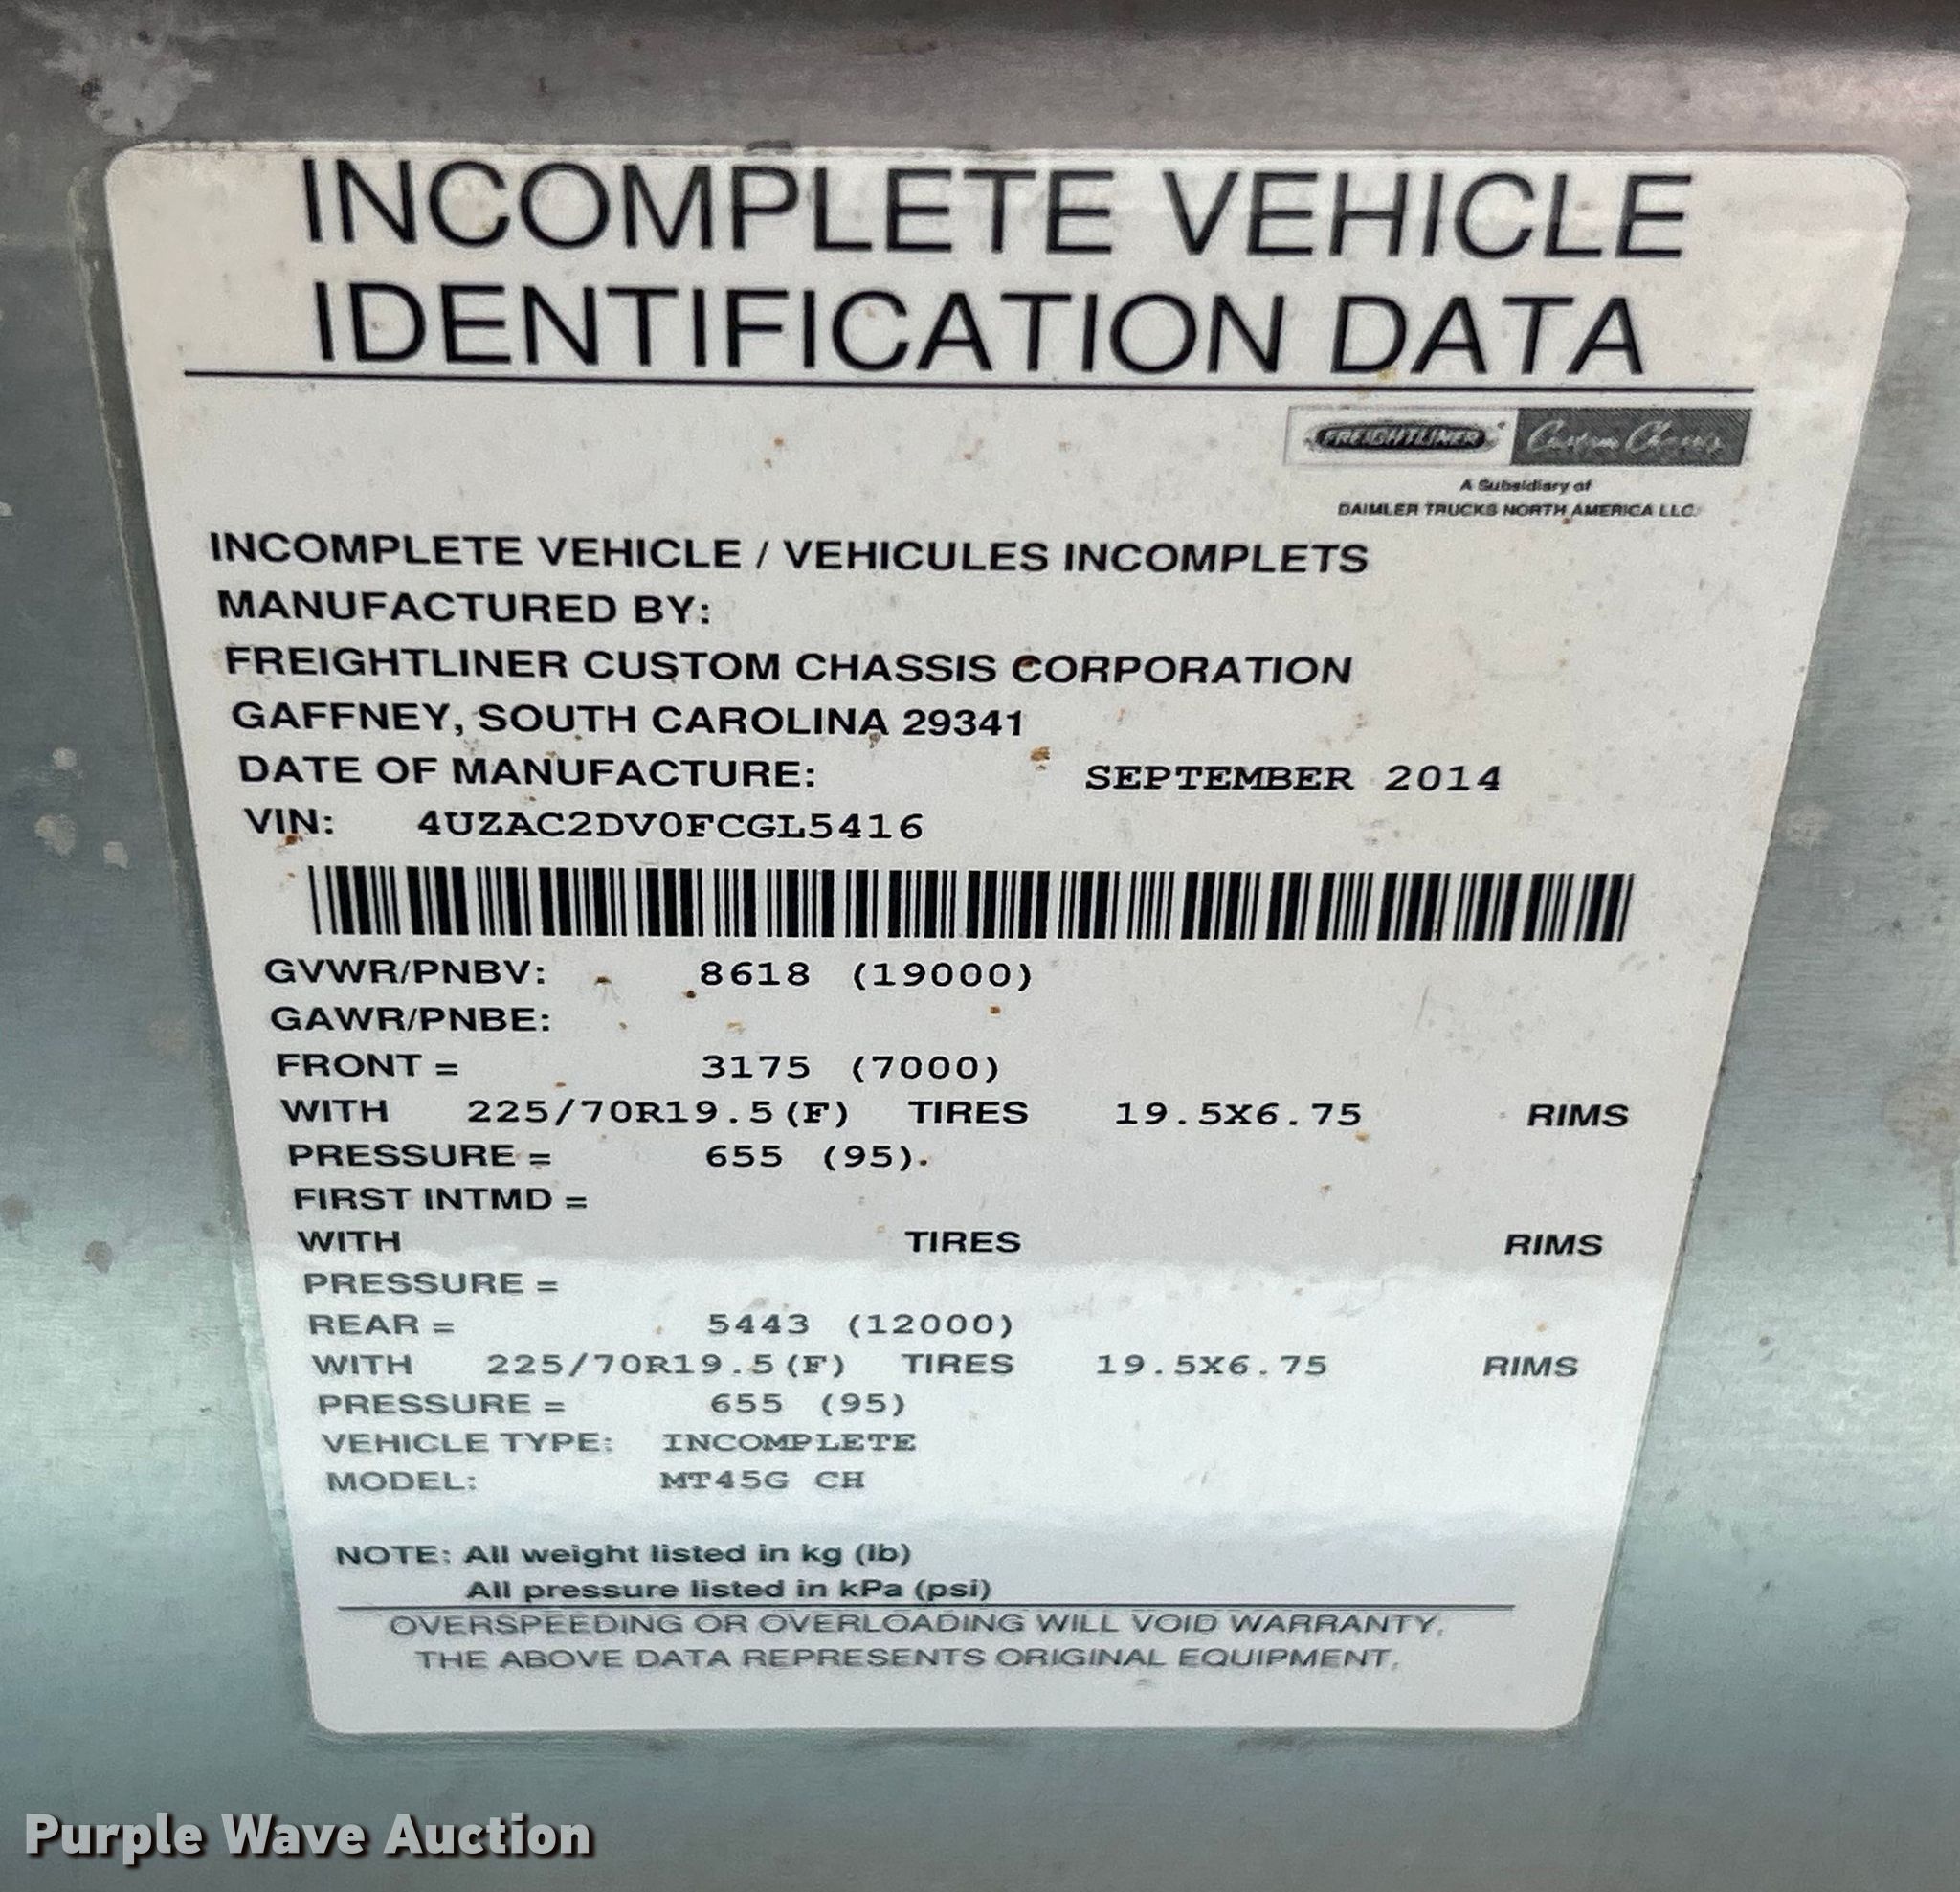 INCOMPLETE VEHICLE
IDENTIFICATION DATA
FREIGHTLINER Custom Chassis
A Subsidiary of
DAIMLER TRUCKS NORTH AMERICA LLC.
INCOMPLETE VEHICLE / VEHICULES INCOMPLETS
MANUFACTURED BY:
FREIGHTLINER CUSTOM CHASSIS CORPORATION
GAFFNEY, SOUTH CAROLINA 29341
DATE OF MANUFACTURE: SEPTEMBER 2014
VIN: 4UZAC2DV0FCGL5416
GVWR/PNBV: 8618 (19000)
GAWR/PNBE:
FRONT = 3175 (7000)
WITH 225/70R19.5(F) TIRES 19.5X6.75 RIMS
PRESSURE = 655 (95)
FIRST INTMD =
WITH TIRES RIMS
PRESSURE =
REAR = 5443 (12000)
WITH 225/70R19.5(F) TIRES 19.5X6.75 RIMS
PRESSURE = 655 (95)
VEHICLE TYPE: INCOMPLETE
MODEL: MT45G CH
NOTE: All weight listed in kg (lb)
All pressure listed in kPa (psi)
OVERSPEEDING OR OVERLOADING WILL VOID WARRANTY.
THE ABOVE DATA REPRESENTS ORIGINAL EQUIPMENT.
Purple Wave Auction